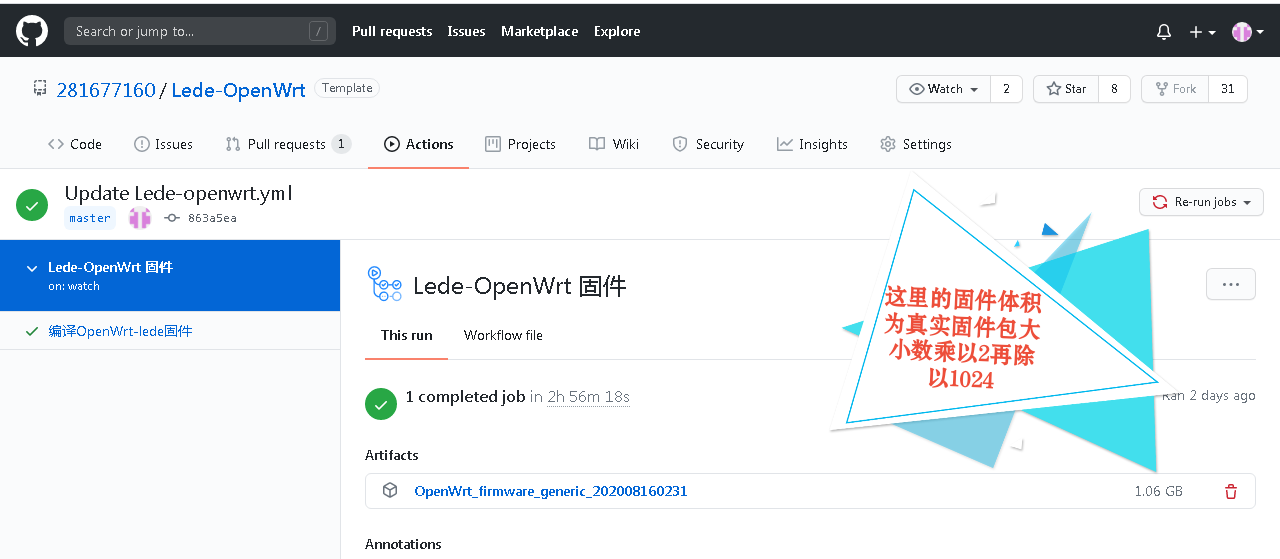 Search or jump to...
/
Pull requests
Issues
Marketplace
Explore
281677160 / Lede-OpenWrt
Template
Watch
2
Star
8
Fork
31
Code
Issues
Pull requests
1
Actions
Projects
Wiki
Security
Insights
Settings
Update Lede-openwrt.yml
master
863a5ea
Re-run jobs
Lede-OpenWrt 固件
on: watch
编译OpenWrt-lede固件
Lede-OpenWrt 固件
...
This run
Workflow file
这里的固件体积
为真实固件包大
小数乘以2再除
以1024
1 completed job in 2h 56m 18s
Ran 2 days ago
Artifacts
OpenWrt_firmware_generic_202008160231
1.06 GB
Annotations